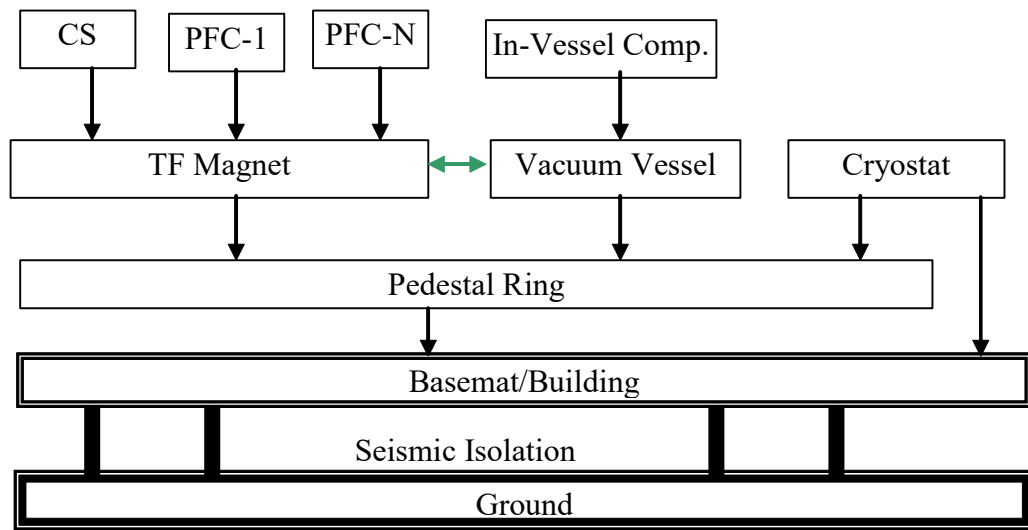 CS
PFC-1
PFC-N
In-Vessel Comp.
TF Magnet
Vacuum Vessel
Cryostat
Pedestal Ring
Basemat/Building
Seismic Isolation
Ground